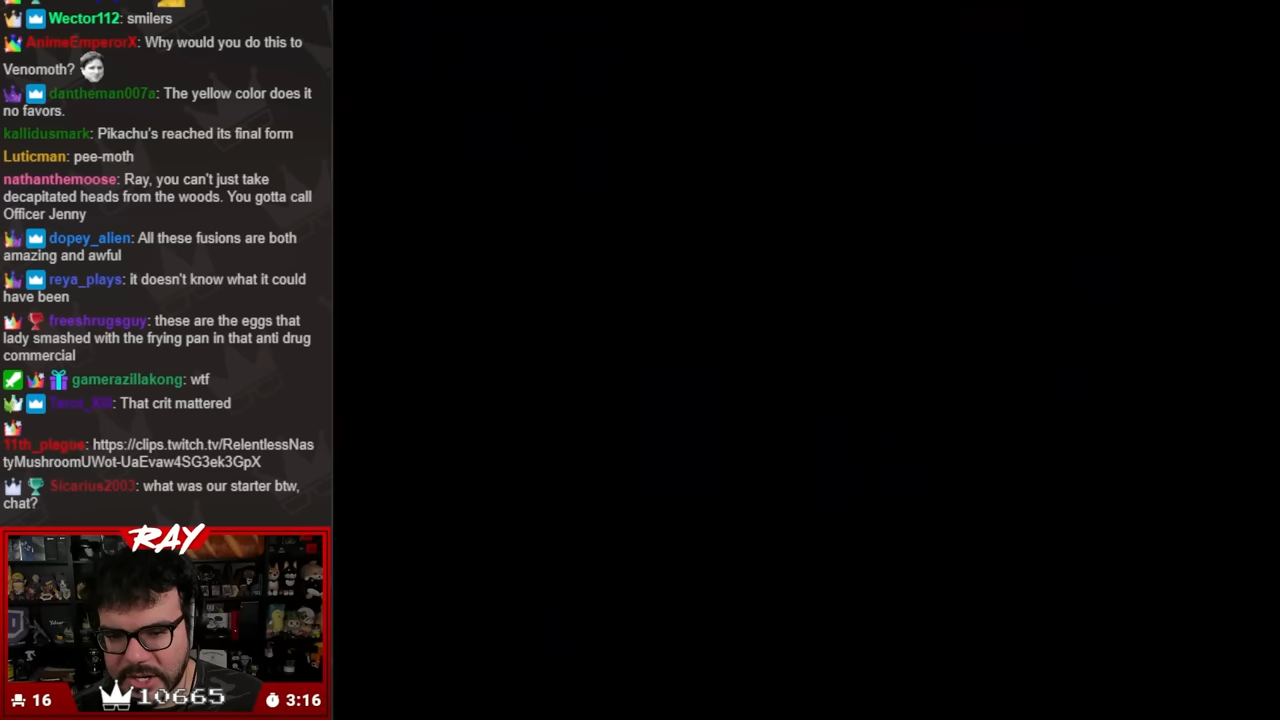 Wector112: smilers
AnimeEmperorX: Why would you do this to
Venomoth?
dantheman007a: The yellow color does it
no favors.
kallidusmark: Pikachu's reached its final form
Luticman: pee-moth
nathanthemoose: Ray, you can't just take
decapitated heads from the woods. You gotta call
Officer Jenny
dopey_alien: All these fusions are both
amazing and awful
reya_plays: it doesn't know what it could
have been
freeshrugsguy: these are the eggs that
lady smashed with the frying pan in that anti drug
commercial
gamerazillakong: wtf
Tarot_XIII: That crit mattered
11th_plague: https://clips.twitch.tv/RelentlessNas
tyMushroomUWot-UaEvaw4SG3ek3GpX
Sicarius2003: what was our starter btw,
chat?
RAY
16
10665
3:16